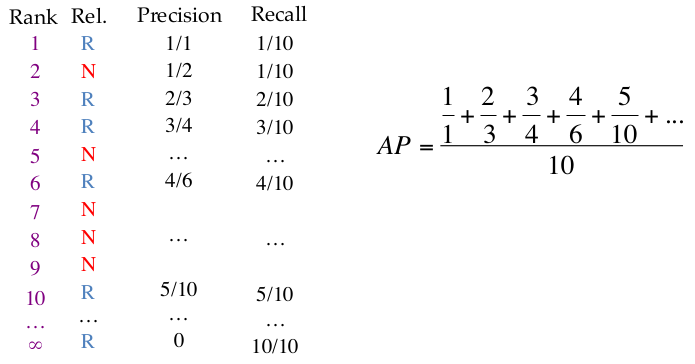 Rank Rel. Precision Recall
1 R 1/1 1/10
2 N 1/2 1/10
3 R 2/3 2/10
4 R 3/4 3/10
5 N … …
6 R 4/6 4/10
7 N
8 N … …
9 N
10 R 5/10 5/10
… … … …
∞ R 0 10/10
AP = (1/1 + 2/3 + 3/4 + 4/6 + 5/10 + ...) / 10